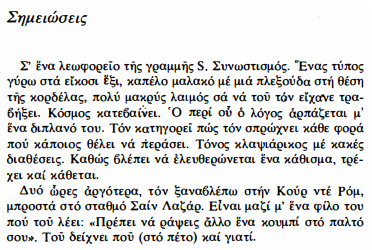 Σημειώσεις
Σ' ἕνα λεωφορεῖο τῆς γραμμῆς S. Συνωστισμός. Ἕνας τύπος
γύρω στά εἴκοσι ἕξι, καπέλο μαλακό μέ μιά πλεξούδα στή θέση
τῆς κορδέλας, πολύ μακρύς λαιμός σά νά τοῦ τόν εἴχανε τρα-
βήξει. Κόσμος κατεβαίνει. Ὁ περί οὗ ὁ λόγος ἁρπάζεται μ'
ἕνα διπλανό του. Τόν κατηγορεῖ πώς τόν σπρώχνει κάθε φορά
πού κάποιος θέλει νά περάσει. Τόνος κλαψιάρικος μέ κακές
διαθέσεις. Καθώς βλέπει νά ἐλευθερώνεται ἕνα κάθισμα, τρέ-
χει καί κάθεται.
Δυό ὧρες ἀργότερα, τόν ξαναβλέπω στήν Κούρ ντέ Ρόμ,
μπροστά στό σταθμό Σαίν Λαζάρ. Εἶναι μαζί μ' ἕνα φίλο του
πού τοῦ λέει: «Πρέπει νά ράψεις ἄλλο ἕνα κουμπί στό παλτό
σου». Τοῦ δείχνει ποῦ (στό πέτο) καί γιατί.